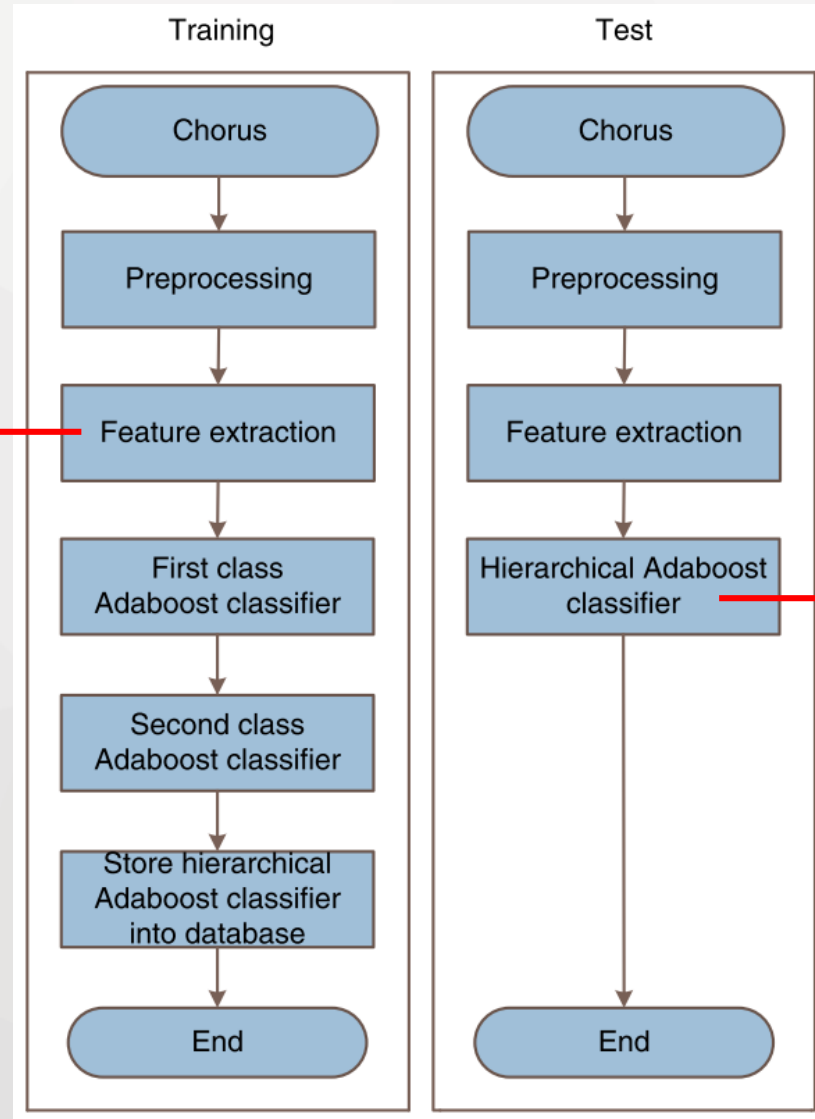 Training
Chorus
Preprocessing
Feature extraction
First class
Adaboost classifier
Second class
Adaboost classifier
Store hierarchical
Adaboost classifier
into database
End
Test
Chorus
Preprocessing
Feature extraction
Hierarchical Adaboost
classifier
End